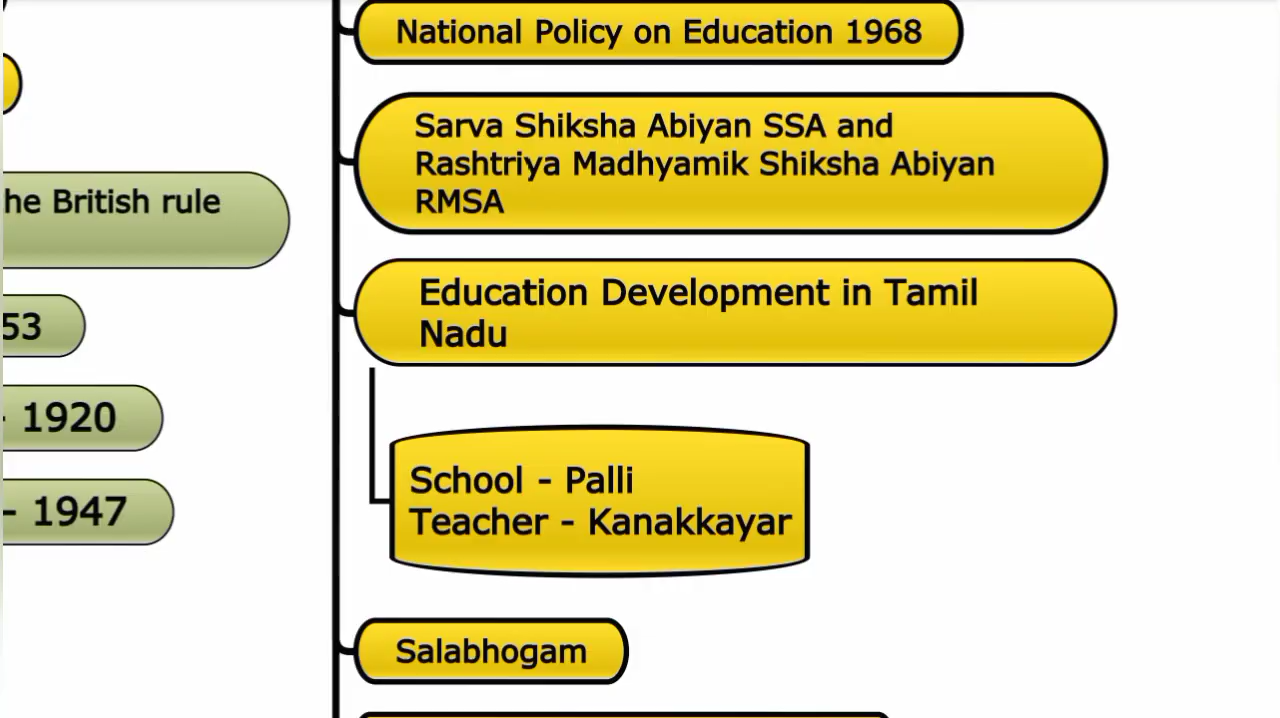 National Policy on Education 1968
Sarva Shiksha Abiyan SSA and
Rashtriya Madhyamik Shiksha Abiyan
RMSA
he British rule
Education Development in Tamil
Nadu
53
- 1920
School - Palli
- 1947
Teacher - Kanakkayar
Salabhogam